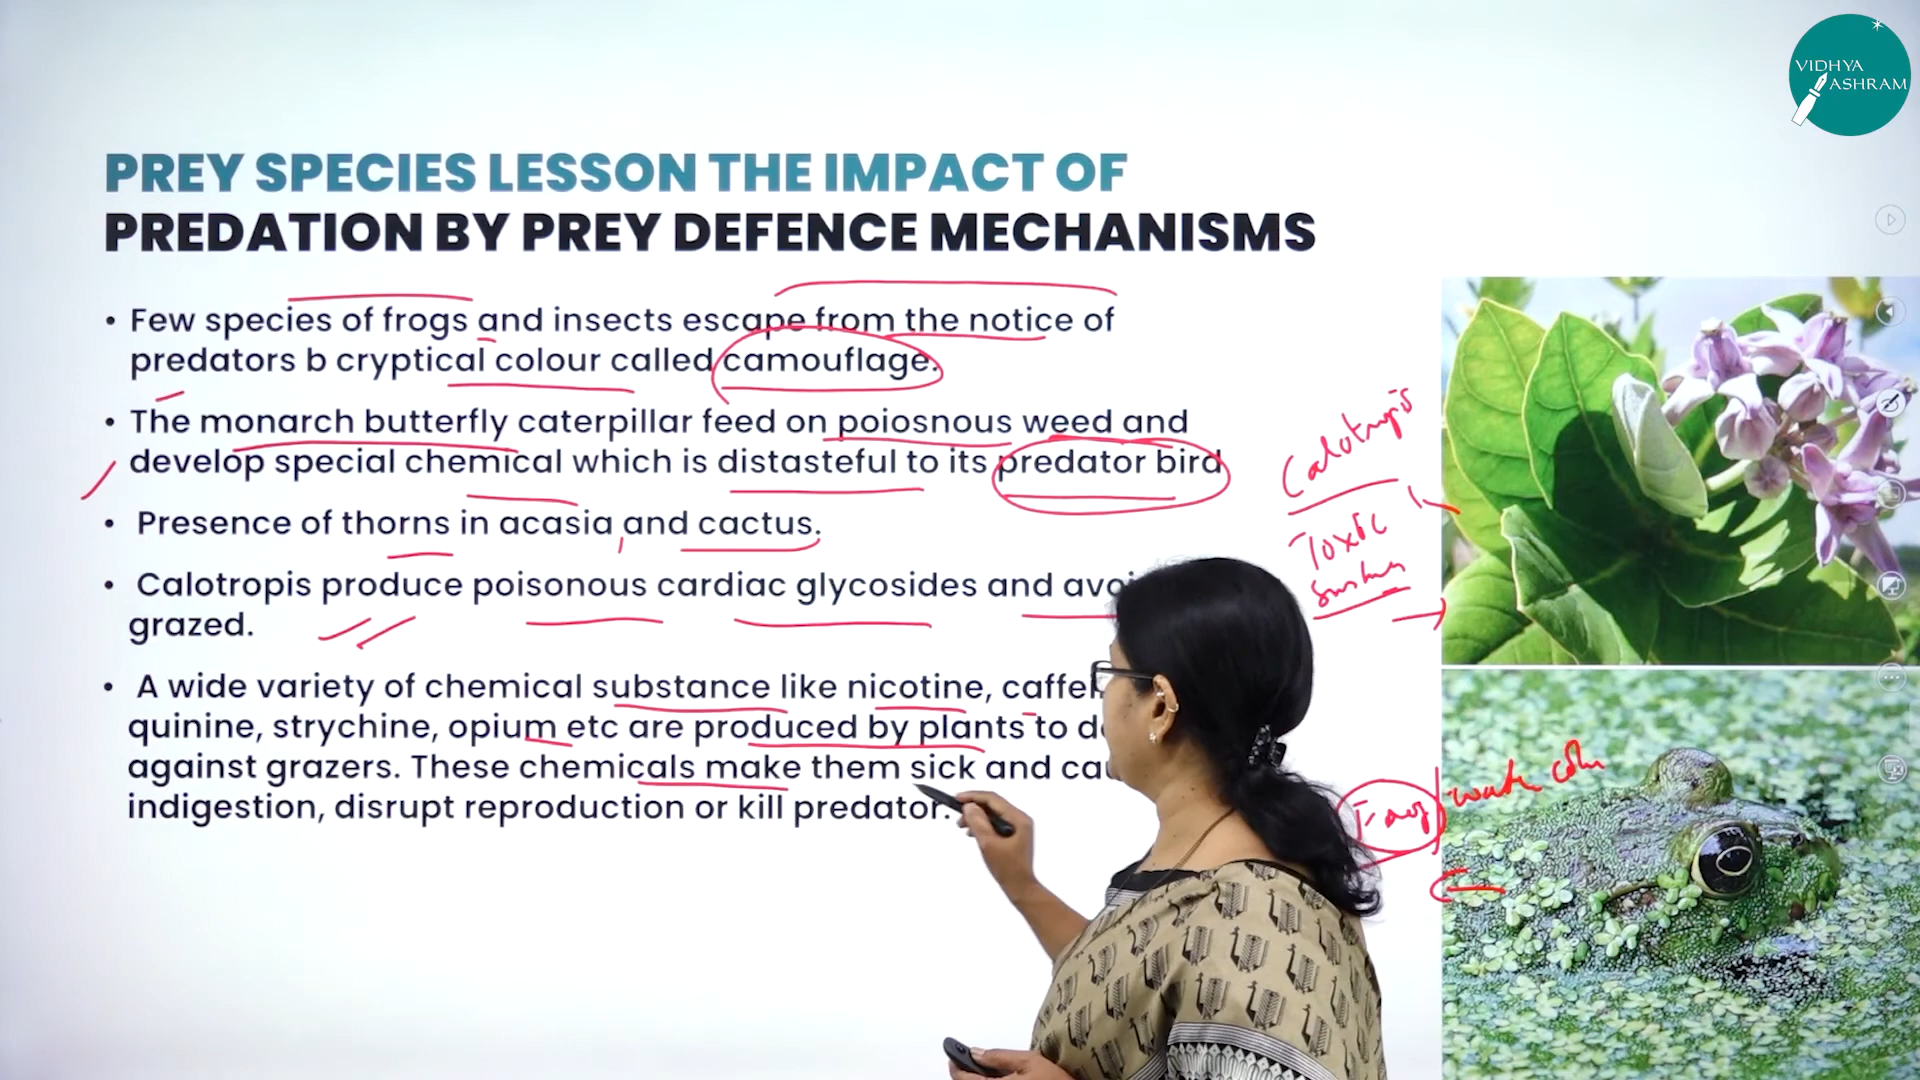 VIDHYA
ASHRAM
PREY SPECIES LESSON THE IMPACT OF
PREDATION BY PREY DEFENCE MECHANISMS
• Few species of frogs and insects escape from the notice of
predators b cryptical colour called camouflage.
• The monarch butterfly caterpillar feed on poiosnous weed and
develop special chemical which is distasteful to its predator bird
• Presence of thorns in acasia and cactus.
• Calotropis produce poisonous cardiac glycosides and
grazed.
• A wide variety of chemical substance like nicotine,
quinine, strychine, opium etc are produced by plants to
against grazers. These chemicals make them sick and
indigestion, disrupt reproduction or kill predator.
Calotropis
Toxic
Frog